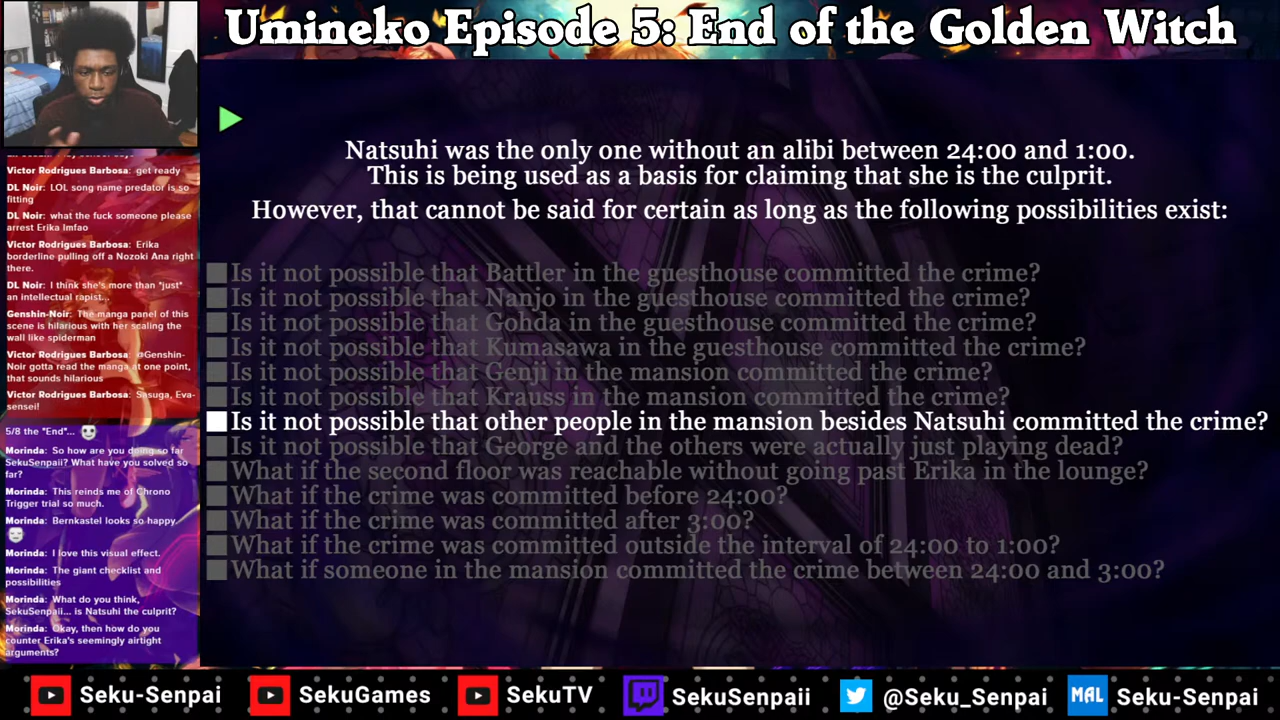 Umineko Episode 5: End of the Golden Witch
Natsuhi was the only one without an alibi between 24:00 and 1:00.
This is being used as a basis for claiming that she is the culprit.
However, that cannot be said for certain as long as the following possibilities exist:
Is it not possible that Battler in the guesthouse committed the crime?
Is it not possible that Nanjo in the guesthouse committed the crime?
Is it not possible that Gohda in the guesthouse committed the crime?
Is it not possible that Kumasawa in the guesthouse committed the crime?
Is it not possible that Genji in the mansion committed the crime?
Is it not possible that Krauss in the mansion committed the crime?
Is it not possible that other people in the mansion besides Natsuhi committed the crime?
Is it not possible that George and the others were actually just playing dead?
What if the second floor was reachable without going past Erika in the lounge?
What if the crime was committed before 24:00?
What if the crime was committed after 3:00?
What if the crime was committed outside the interval of 24:00 to 1:00?
What if someone in the mansion committed the crime between 24:00 and 3:00?
Victor Rodrigues Barbosa: get ready
DL Noir: LOL song name predator is so
fitting
DL Noir: what the fuck someone please
arrest Erika lmfao
Victor Rodrigues Barbosa: Erika
borderline pulling off a Nozoki Ana right
there.
DL Noir: I think she's more than *just*
an intellectual rapist...
Genshin-Noir: The manga panel of this
scene is hilarious with her scaling the
wall like spiderman
Victor Rodrigues Barbosa: @Genshin-
Noir gotta read the manga at one point,
that sounds hilarious
Victor Rodrigues Barbosa: Sasuga, Eva-
sensei!
5/8 the "End"...
Morinda: So how are you doing so far
SekuSenpaii? What have you solved so
far?
Morinda: This reinds me of Chrono
Trigger trial so much.
Morinda: Bernkastel looks so happy.
Morinda: I love this visual effect.
Morinda: The giant checklist and
possibilities
Morinda: What do you think,
SekuSenpaii... is Natsuhi the culprit?
Morinda: Okay, then how do you
counter Erika's seemingly airtight
arguments?
Seku-Senpai
SekuGames
SekuTV
SekuSenpaii
@Seku_Senpai
MAL Seku-Senpai